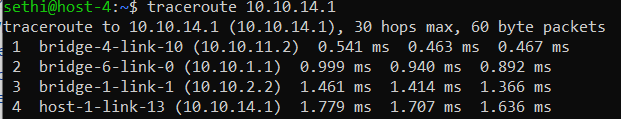 sethi@host-4:~$ traceroute 10.10.14.1
traceroute to 10.10.14.1 (10.10.14.1), 30 hops max, 60 byte packets
 1  bridge-4-link-10 (10.10.11.2)  0.541 ms  0.463 ms  0.467 ms
 2  bridge-6-link-0 (10.10.1.1)  0.999 ms  0.940 ms  0.892 ms
 3  bridge-1-link-1 (10.10.2.2)  1.461 ms  1.414 ms  1.366 ms
 4  host-1-link-13 (10.10.14.1)  1.779 ms  1.707 ms  1.636 ms